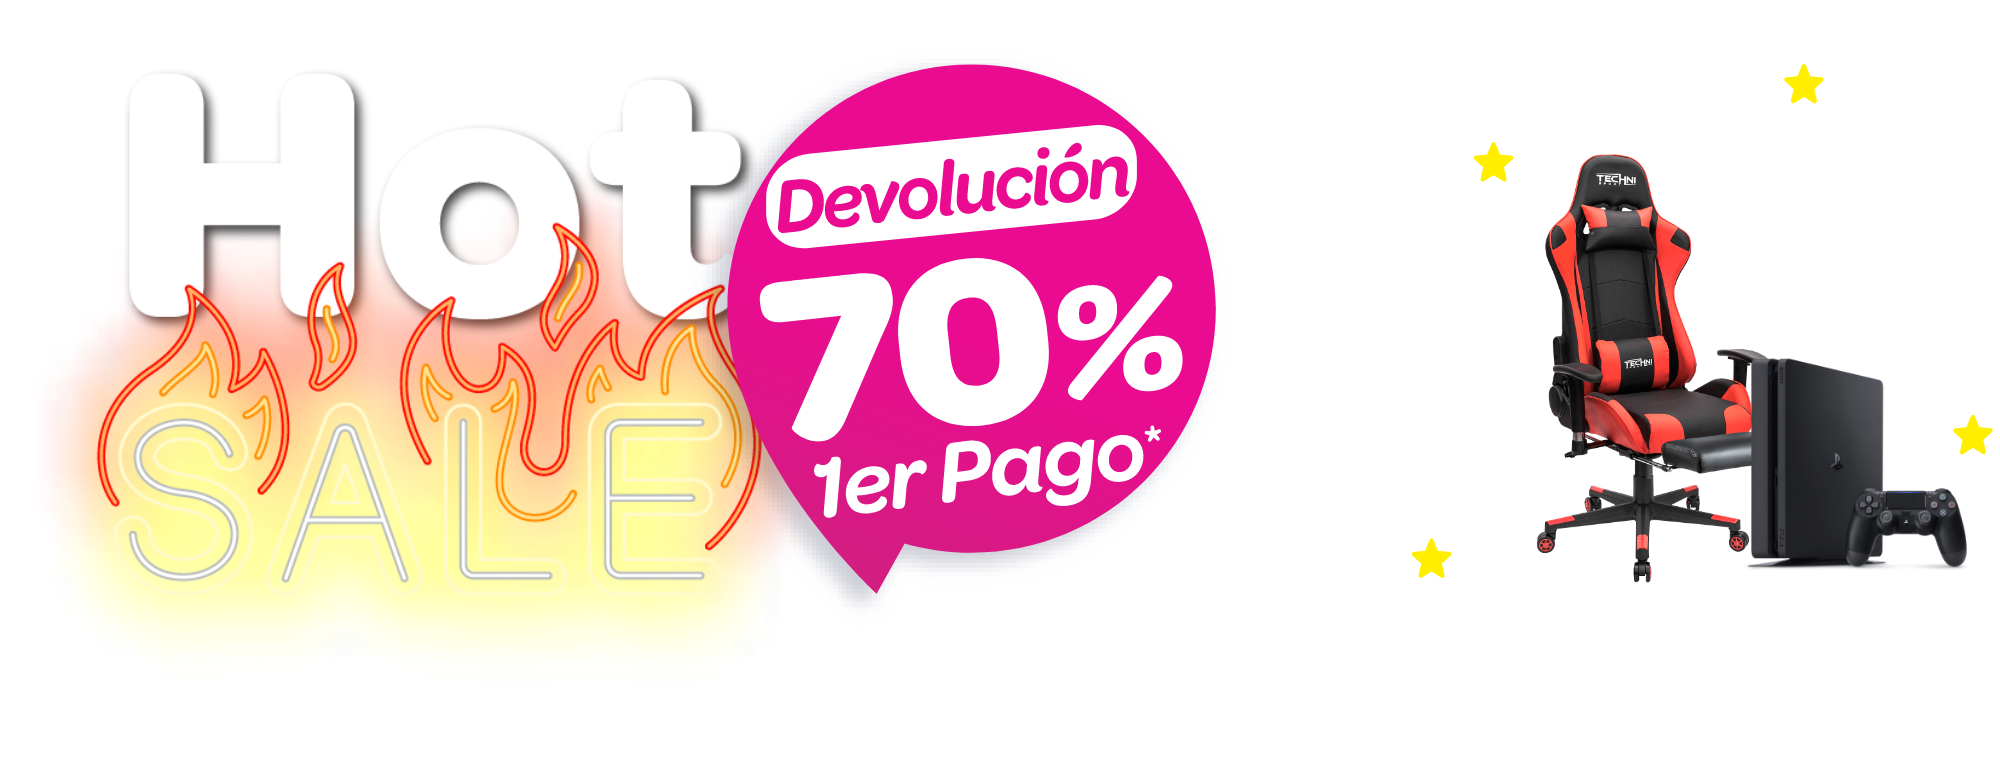 Hot
SALE
Devolución
70%
1er Pago*
TECHNI
TECHNI